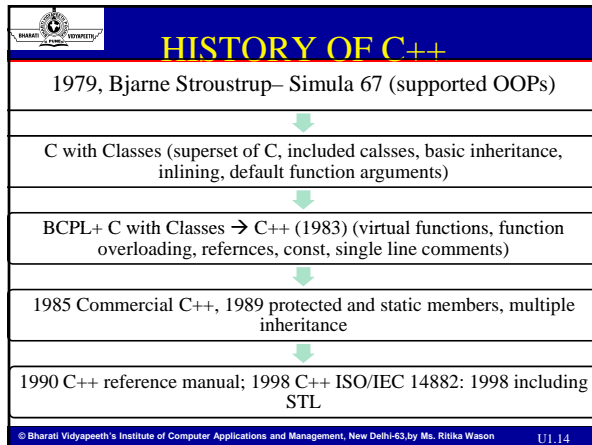 BHARATI VIDYAPEETH
PUNE
HISTORY OF C++
1979, Bjarne Stroustrup– Simula 67 (supported OOPs)
C with Classes (superset of C, included calsses, basic inheritance,
inlining, default function arguments)
BCPL+ C with Classes → C++ (1983) (virtual functions, function
overloading, refernces, const, single line comments)
1985 Commercial C++, 1989 protected and static members, multiple
inheritance
1990 C++ reference manual; 1998 C++ ISO/IEC 14882: 1998 including
STL
© Bharati Vidyapeeth's Institute of Computer Applications and Management, New Delhi-63,by Ms. Ritika Wason U1.14